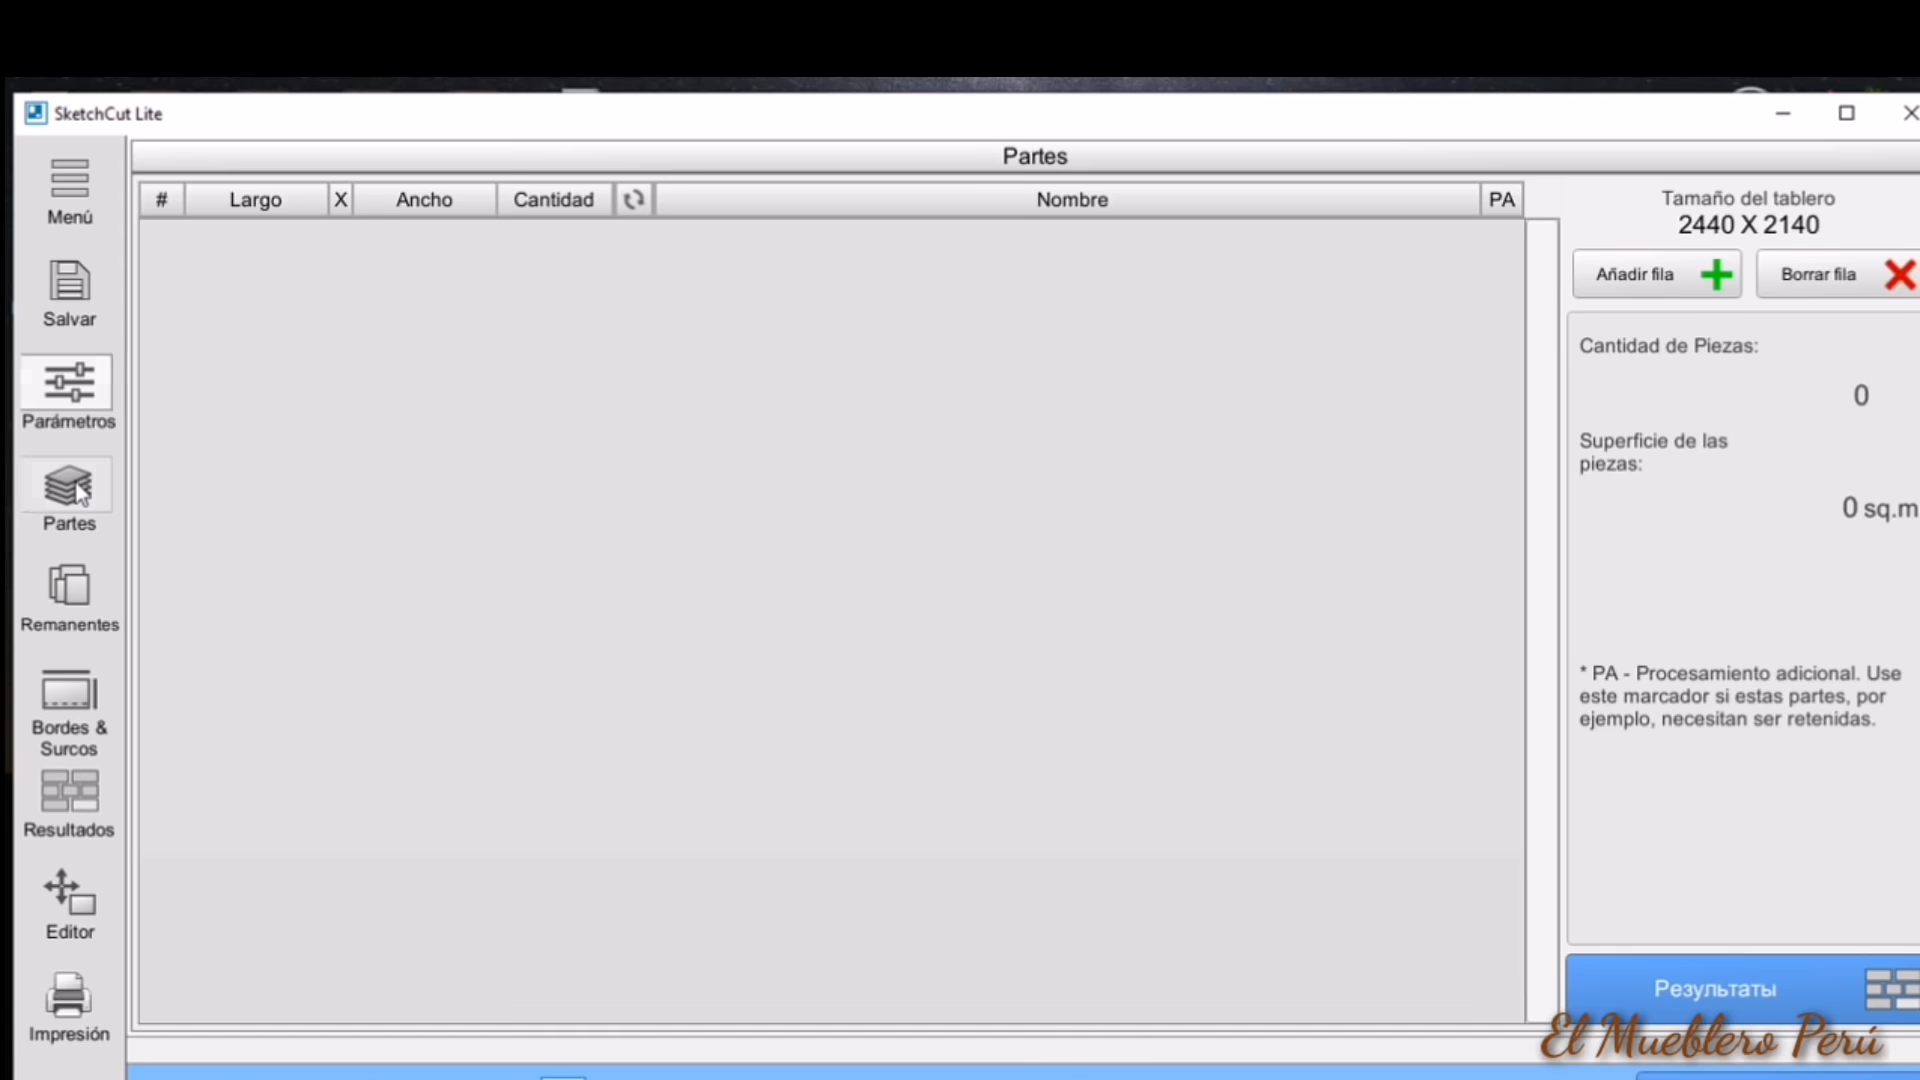 SketchCut Lite
Partes
Menú
Salvar
Parámetros
Partes
Remanentes
Bordes &
Surcos
Resultados
Editor
Impresión
# Largo X Ancho Cantidad Nombre PA
Tamaño del tablero
2440 X 2140
Añadir fila
Borrar fila
Cantidad de Piezas:
0
Superficie de las
piezas:
0 sq.m
* PA - Procesamiento adicional. Use
este marcador si estas partes, por
ejemplo, necesitan ser retenidas.
Результаты
El Mueblero Perú